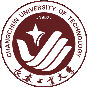 CHANGCHUN UNIVERSITY OF TECHNOLOGY
长春工业大学